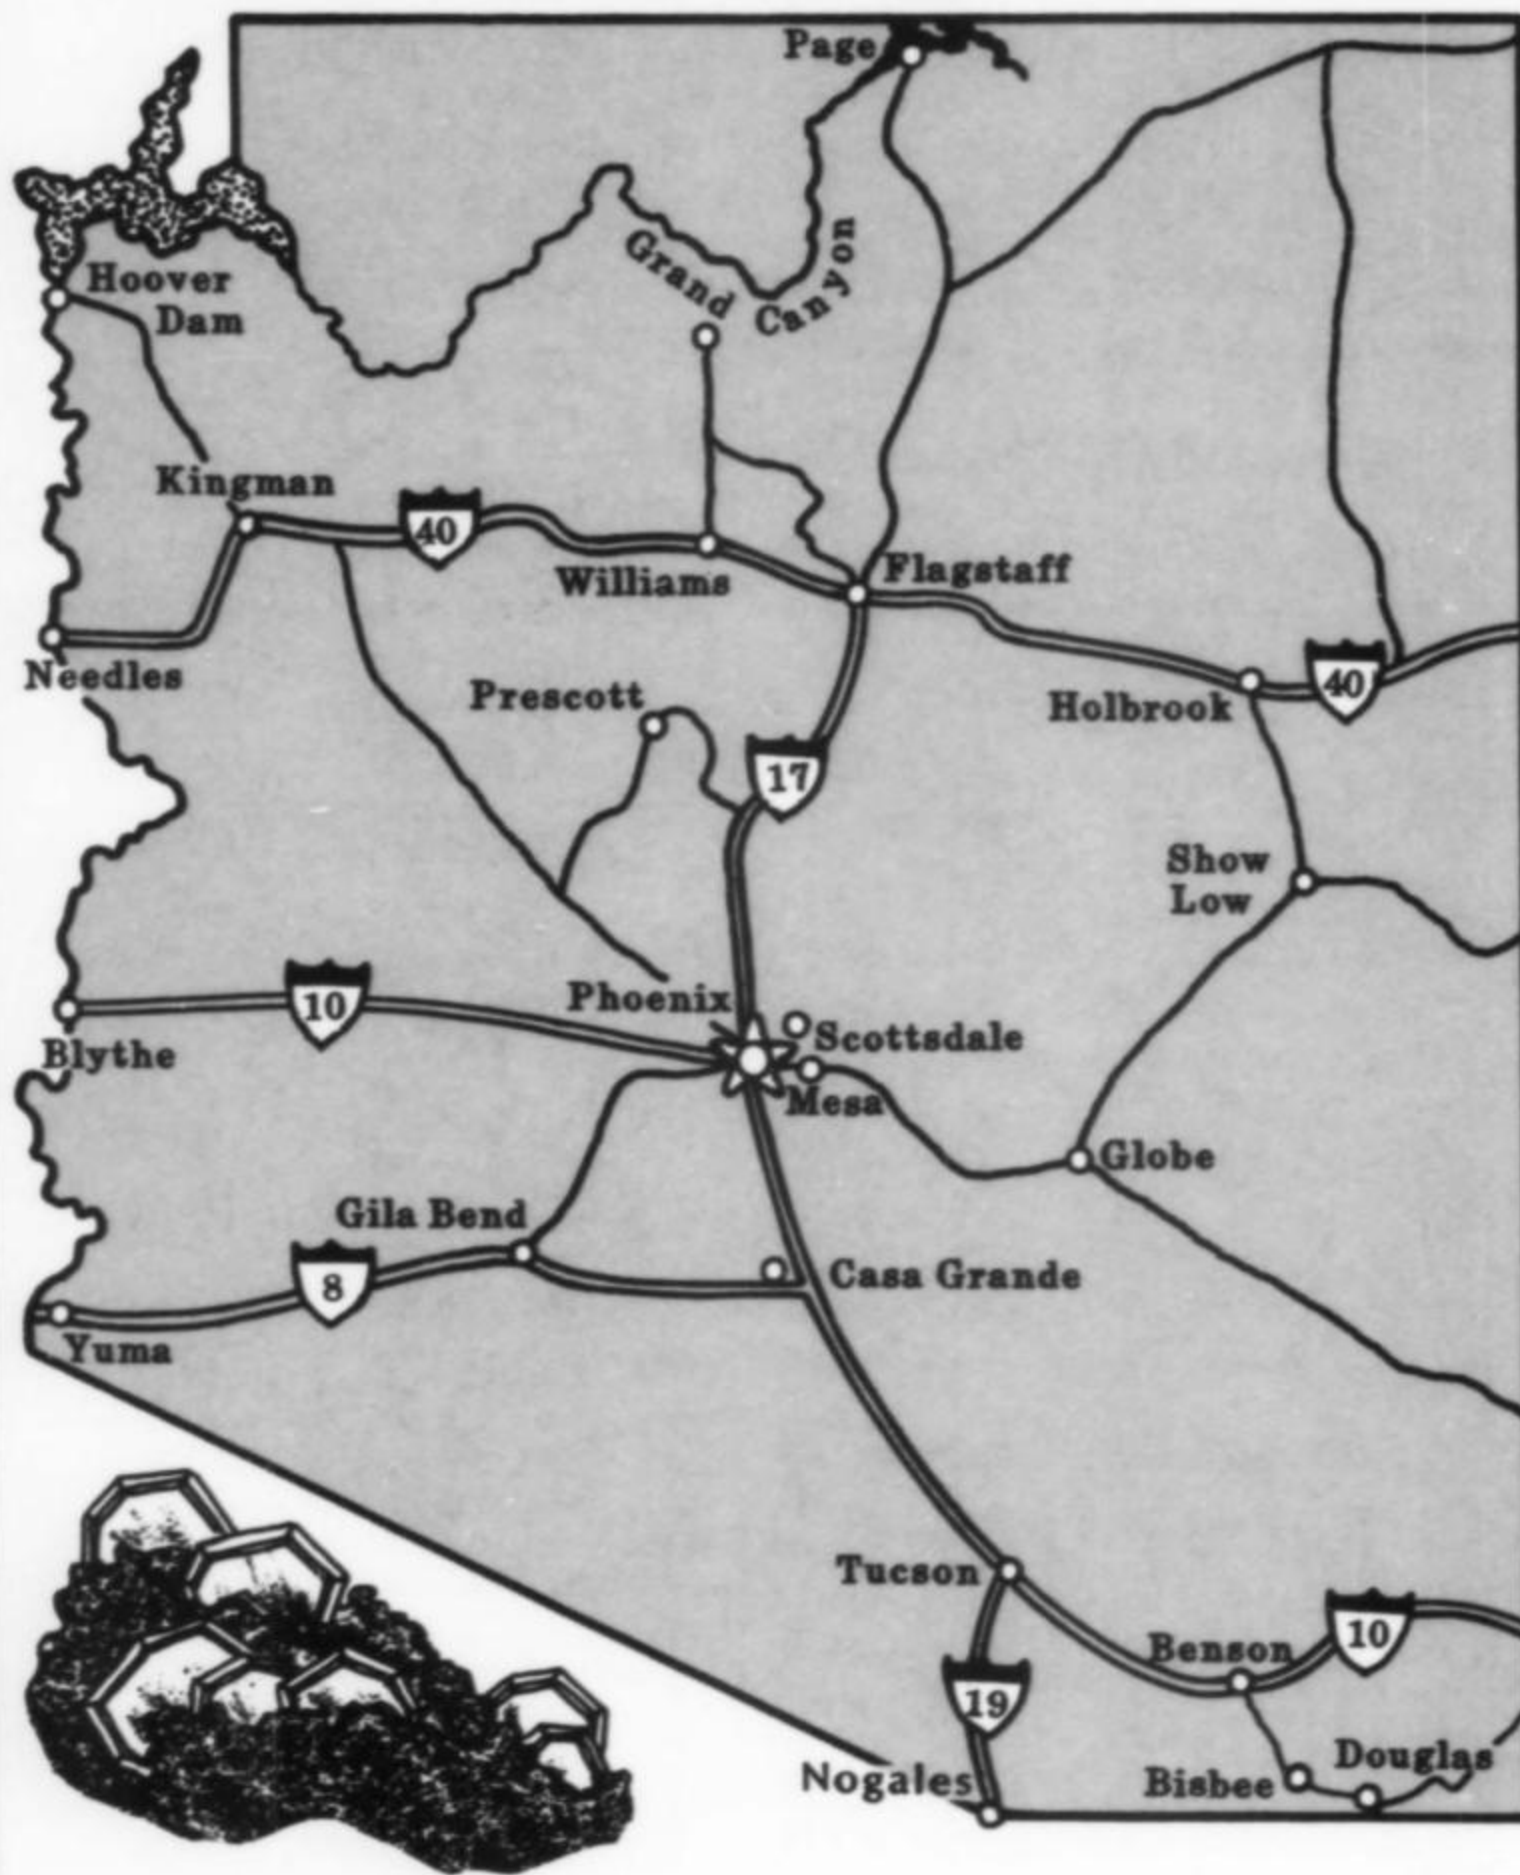 Page
Grand
Canyon
Hoover
Dam
Kingman
40
Williams
Flagstaff
Needles
Prescott
Holbrook
40
17
Show
Low
10
Phoenix
Scottsdale
Blythe
Mesa
Globe
Gila Bend
8
Casa Grande
Yuma
Tucson
Benson
10
19
Nogales
Bisbee
Douglas